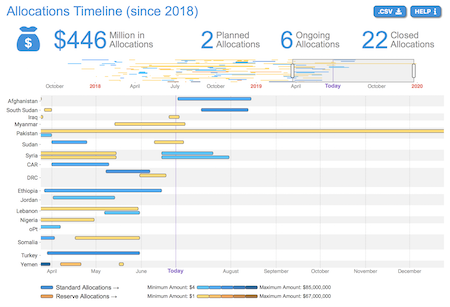 Allocations Timeline (since 2018)
.CSV
HELP
$446 Million in Allocations
2 Planned Allocations
6 Ongoing Allocations
22 Closed Allocations
October 2018 April July October 2019 April Today October 2020
Afghanistan
South Sudan
Iraq
Myanmar
Pakistan
Sudan
Syria
CAR
DRC
Ethiopia
Jordan
Lebanon
Nigeria
oPt
Somalia
Turkey
Yemen
April May June Today August September October November December
Standard Allocations → Minimum Amount: $4 Maximum Amount: $85,000,000
Reserve Allocations → Minimum Amount: $1 Maximum Amount: $67,000,000